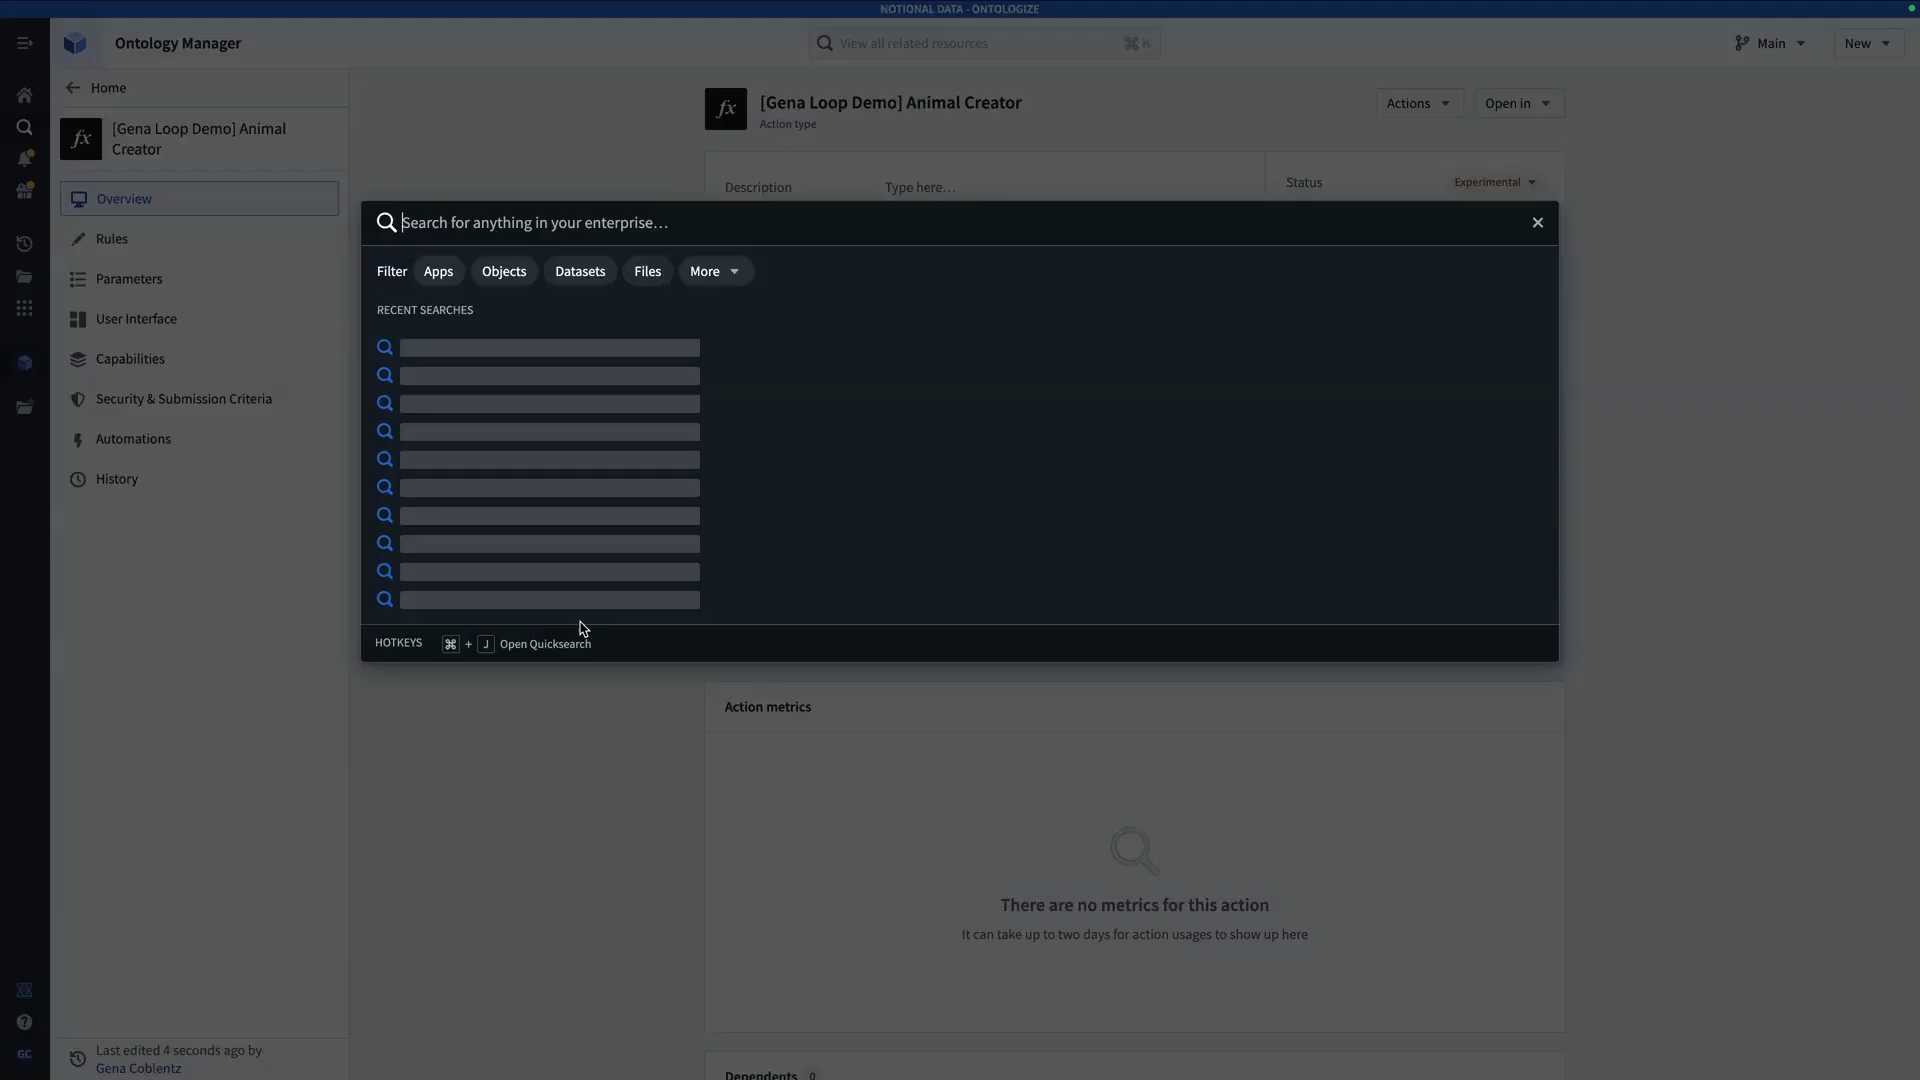 NOTIONAL DATA - ONTOLOGIZE
Ontology Manager
View all related resources
⌘ K
Main
New
Home
[Gena Loop Demo] Animal
Creator
Overview
Rules
Parameters
User Interface
Capabilities
Security & Submission Criteria
Automations
History
Last edited 4 seconds ago by
Gena Coblentz
GC
fx
fx
[Gena Loop Demo] Animal Creator
Action type
Actions
Open in
Description
Type here…
Status
Experimental
Search for anything in your enterprise…
Filter
Apps
Objects
Datasets
Files
More
RECENT SEARCHES
HOTKEYS
⌘ + J Open Quicksearch
Action metrics
There are no metrics for this action
It can take up to two days for action usages to show up here
Dependents 0